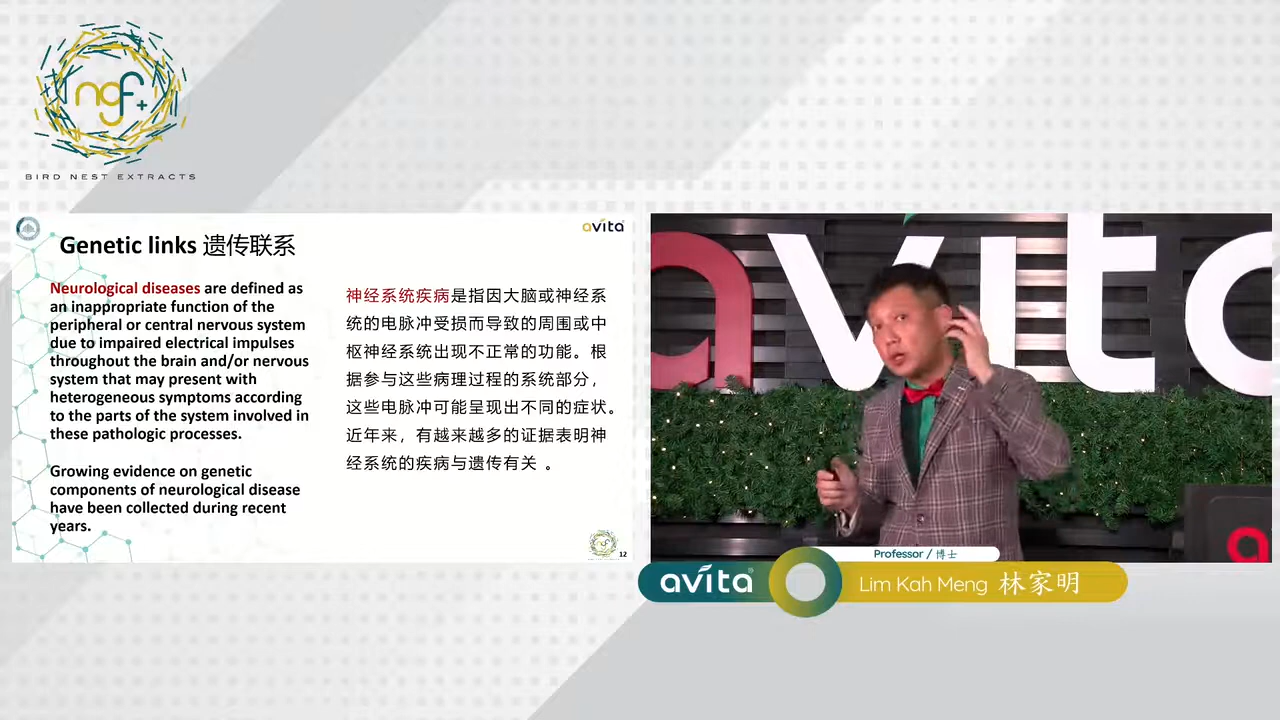 ngf+
BIRD NEST EXTRACTS
avita
Genetic links 遗传联系
Neurological diseases are defined as
an inappropriate function of the
peripheral or central nervous system
due to impaired electrical impulses
throughout the brain and/or nervous
system that may present with
heterogeneous symptoms according
to the parts of the system involved in
these pathologic processes.
Growing evidence on genetic
components of neurological disease
have been collected during recent
years.
神经系统疾病是指因大脑或神经系
统的电脉冲受损而导致的周围或中
枢神经系统出现不正常的功能。根
据参与这些病理过程的系统部分，
这些电脉冲可能呈现出不同的症状。
近年来，有越来越多的证据表明神
经系统的疾病与遗传有关 。
ngf
12
avita
a
Professor / 博士
avita
Lim Kah Meng 林家明